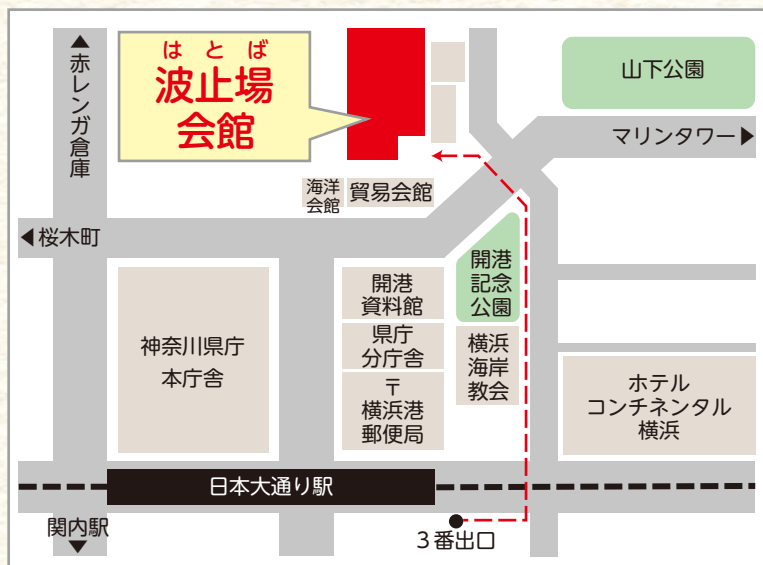 ▲
赤レンガ倉庫
はとば
波止場
会館
山下公園
マリンタワー▶
海洋
会館
貿易会館
◀桜木町
開港
資料館
開港
記念
公園
神奈川県庁
本庁舎
県庁
分庁舎
横浜
海岸
教会
〒
横浜港
郵便局
ホテル
コンチネンタル
横浜
日本大通り駅
関内駅
▼
3番出口